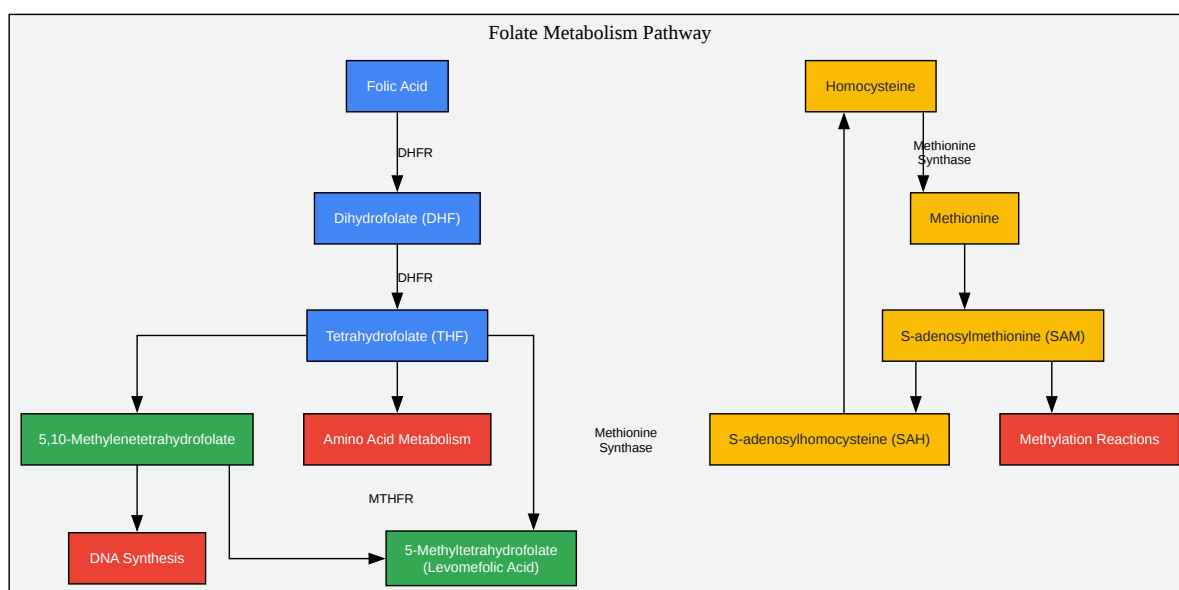 Folate Metabolism Pathway
Folic Acid
Homocysteine
DHFR
Methionine
Synthase
Dihydrofolate (DHF)
Methionine
DHFR
Tetrahydrofolate (THF)
S-adenosylmethionine (SAM)
5,10-Methylenetetrahydrofolate
Amino Acid Metabolism
Methionine
Synthase
S-adenosylhomocysteine (SAH)
Methylation Reactions
MTHFR
DNA Synthesis
5-Methyltetrahydrofolate
(Levomefolic Acid)